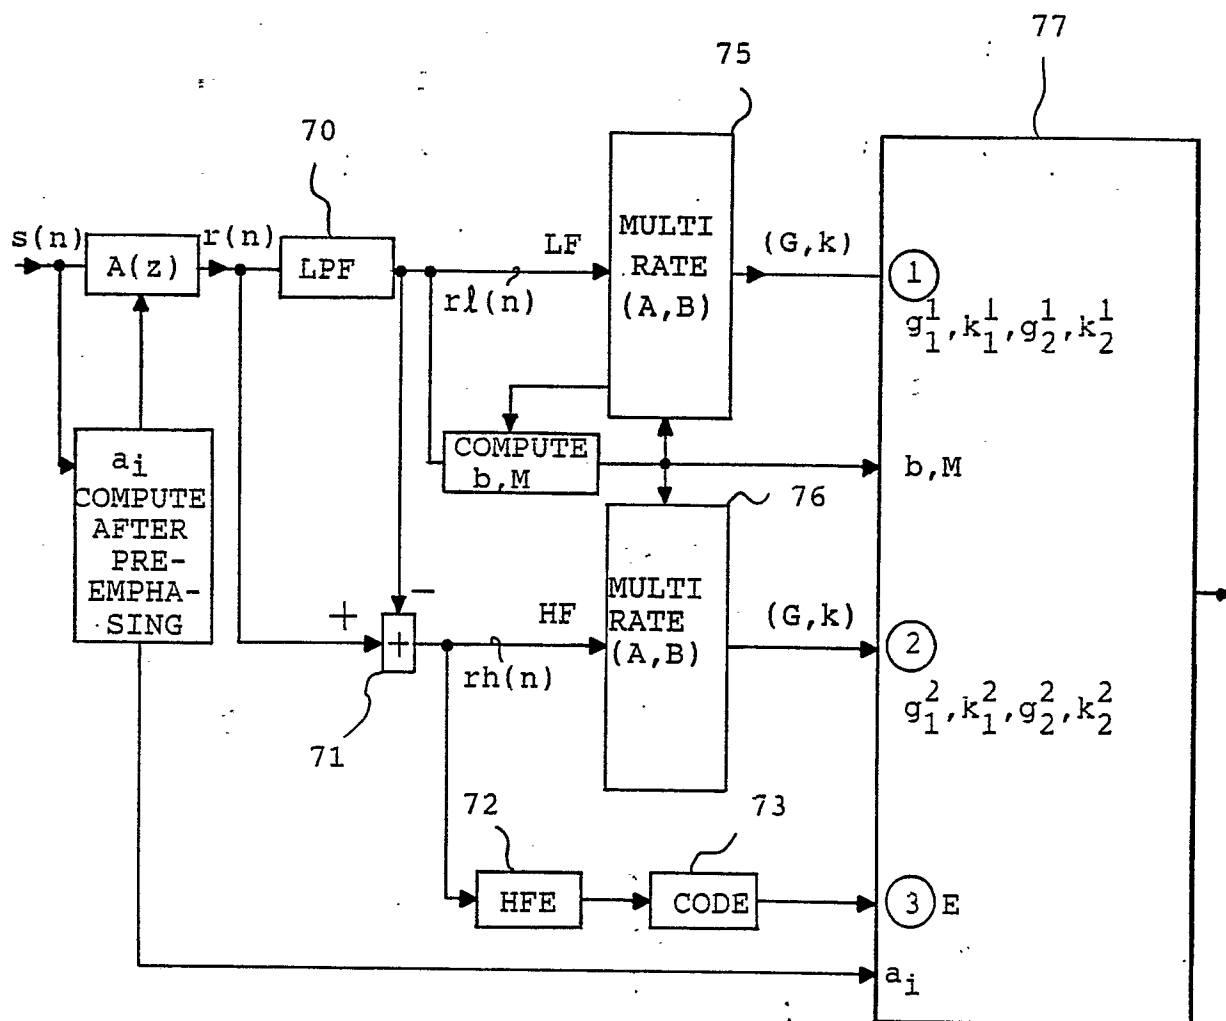 77
75
70
s(n)
A(z)
r(n)
LPF
LF
rℓ(n)
MULTI
RATE
(A,B)
(G,k)
1
g₁¹,k₁¹,g₂¹,k₂¹
COMPUTE
b,M
b,M
aᵢ
COMPUTE
AFTER
PRE-
EMPHA-
SING
76
+
−
+
71
HF
rh(n)
MULTI
RATE
(A,B)
(G,k)
2
g₁²,k₁²,g₂²,k₂²
72
73
HFE
CODE
3
E
aᵢ